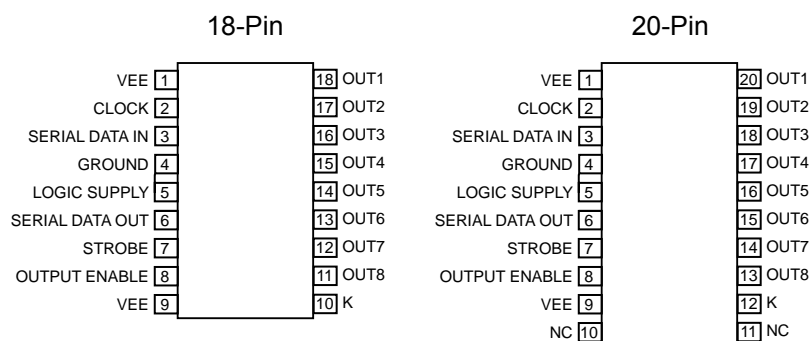 18-Pin
VEE 1
CLOCK 2
SERIAL DATA IN 3
GROUND 4
LOGIC SUPPLY 5
SERIAL DATA OUT 6
STROBE 7
OUTPUT ENABLE 8
VEE 9
18 OUT1
17 OUT2
16 OUT3
15 OUT4
14 OUT5
13 OUT6
12 OUT7
11 OUT8
10 K
20-Pin
VEE 1
CLOCK 2
SERIAL DATA IN 3
GROUND 4
LOGIC SUPPLY 5
SERIAL DATA OUT 6
STROBE 7
OUTPUT ENABLE 8
VEE 9
NC 10
20 OUT1
19 OUT2
18 OUT3
17 OUT4
16 OUT5
15 OUT6
14 OUT7
13 OUT8
12 K
11 NC